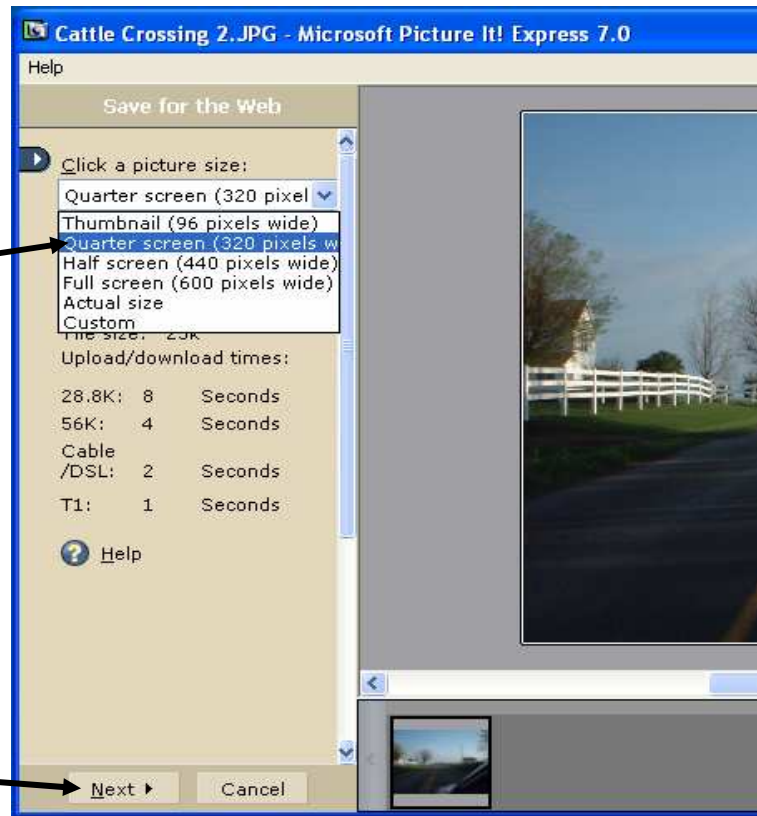 Cattle Crossing 2.JPG - Microsoft Picture It! Express 7.0
Help
Save for the Web
Click a picture size:
Quarter screen (320 pixel
Thumbnail (96 pixels wide)
Quarter screen (320 pixels w
Half screen (440 pixels wide)
Full screen (600 pixels wide)
Actual size
Custom
File size: 25k
Upload/download times:
28.8K: 8 Seconds
56K: 4 Seconds
Cable
/DSL: 2 Seconds
T1: 1 Seconds
Help
Next Cancel